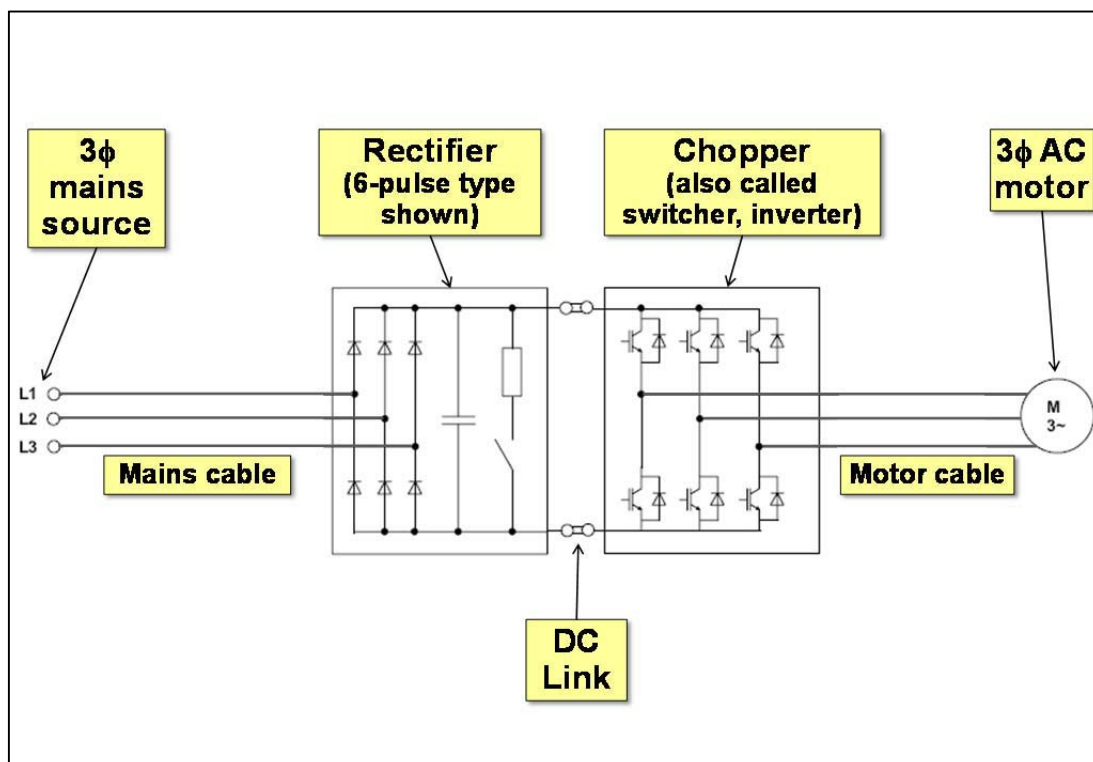 3ϕ
mains
source
Rectifier
(6-pulse type
shown)
Chopper
(also called
switcher, inverter)
3ϕ AC
motor
L1
L2
L3
M
3~
Mains cable
Motor cable
DC
Link